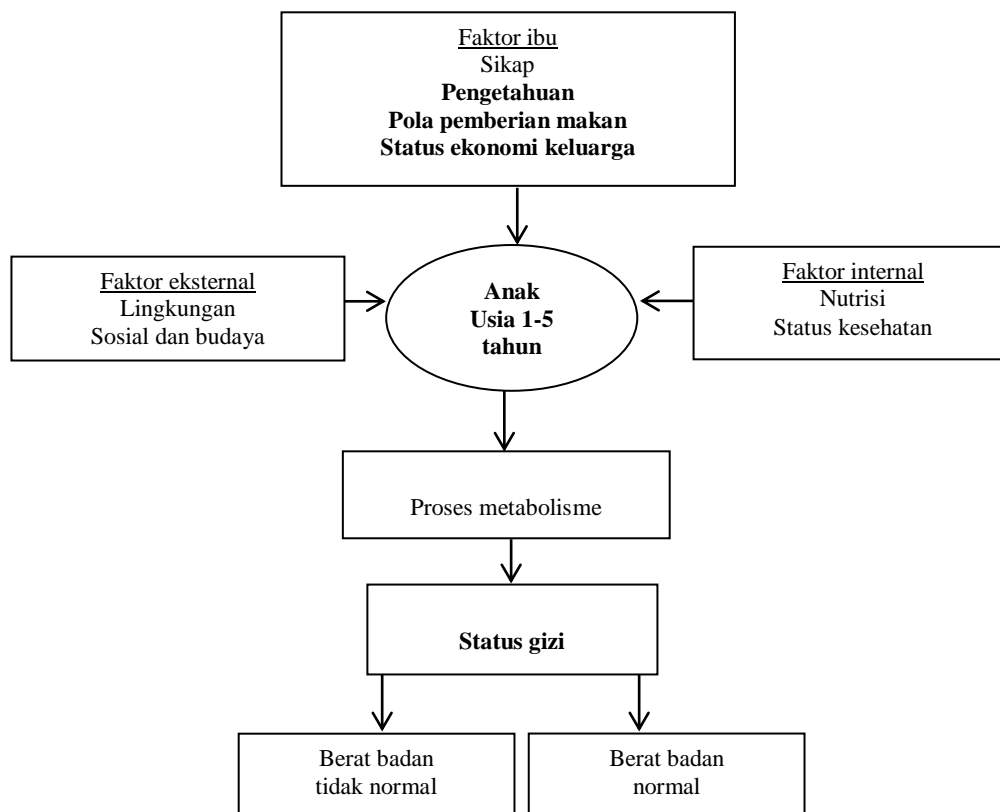 Faktor ibu
Sikap
Pengetahuan
Pola pemberian makan
Status ekonomi keluarga
Faktor eksternal
Lingkungan
Sosial dan budaya
Anak
Usia 1-5
tahun
Faktor internal
Nutrisi
Status kesehatan
Proses metabolisme
Status gizi
Berat badan
tidak normal
Berat badan
normal